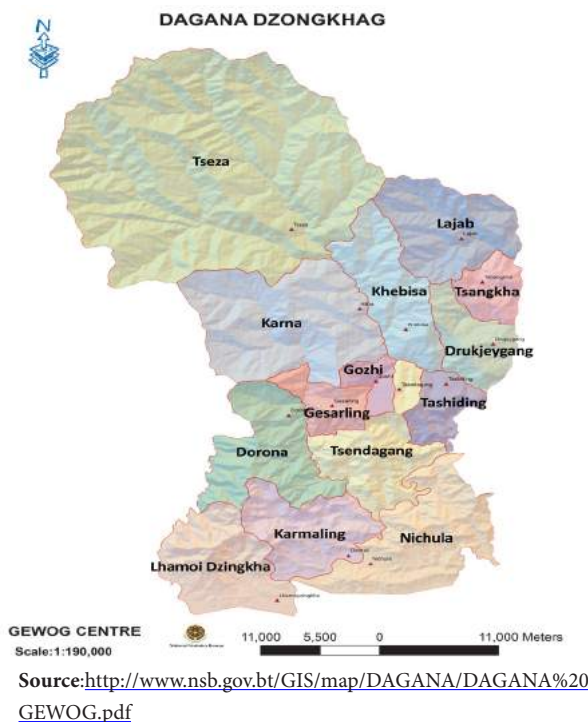 DAGANA DZONGKHAG
N
Tseza
Lajab
Khebisa
Tsangkha
Karna
Drukjeygang
Gozhi
Gesarling
Tashiding
Dorona
Tsendagang
Karmaling
Nichula
Lhamoi Dzingkha
GEWOG CENTRE
Scale:1:190,000
11,000 5,500 0 11,000 Meters
Source:http://www.nsb.gov.bt/GIS/map/DAGANA/DAGANA%20
GEWOG.pdf